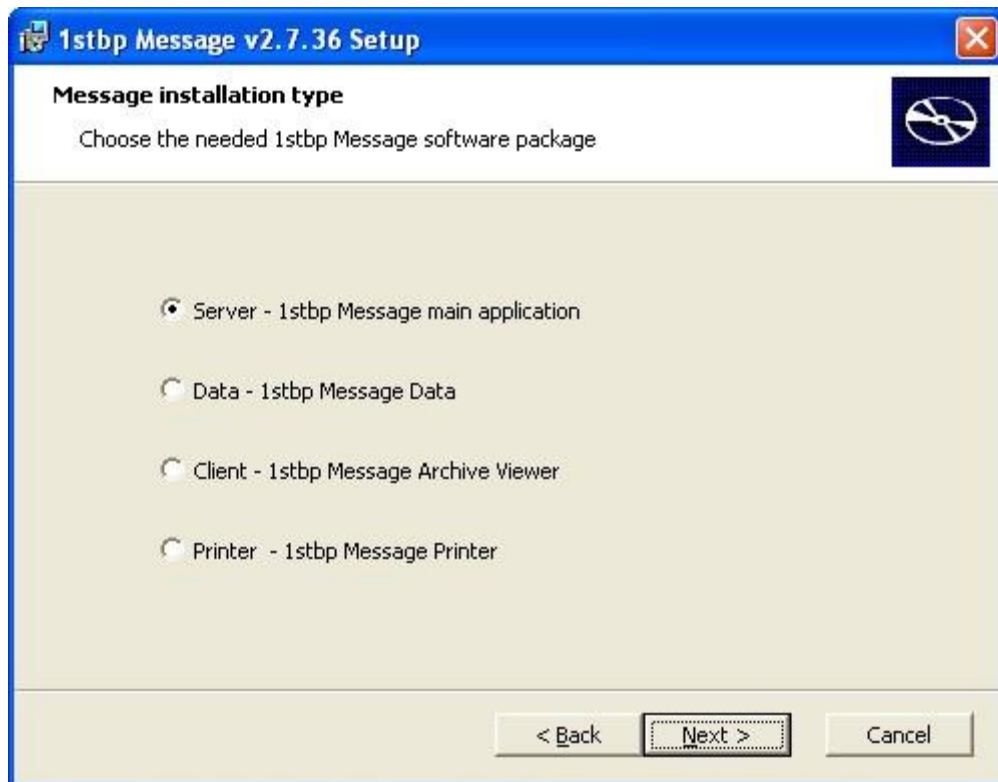 1stbp Message v2.7.36 Setup
Message installation type
Choose the needed 1stbp Message software package
Server - 1stbp Message main application
Data - 1stbp Message Data
Client - 1stbp Message Archive Viewer
Printer  - 1stbp Message Printer
< Back Next > Cancel